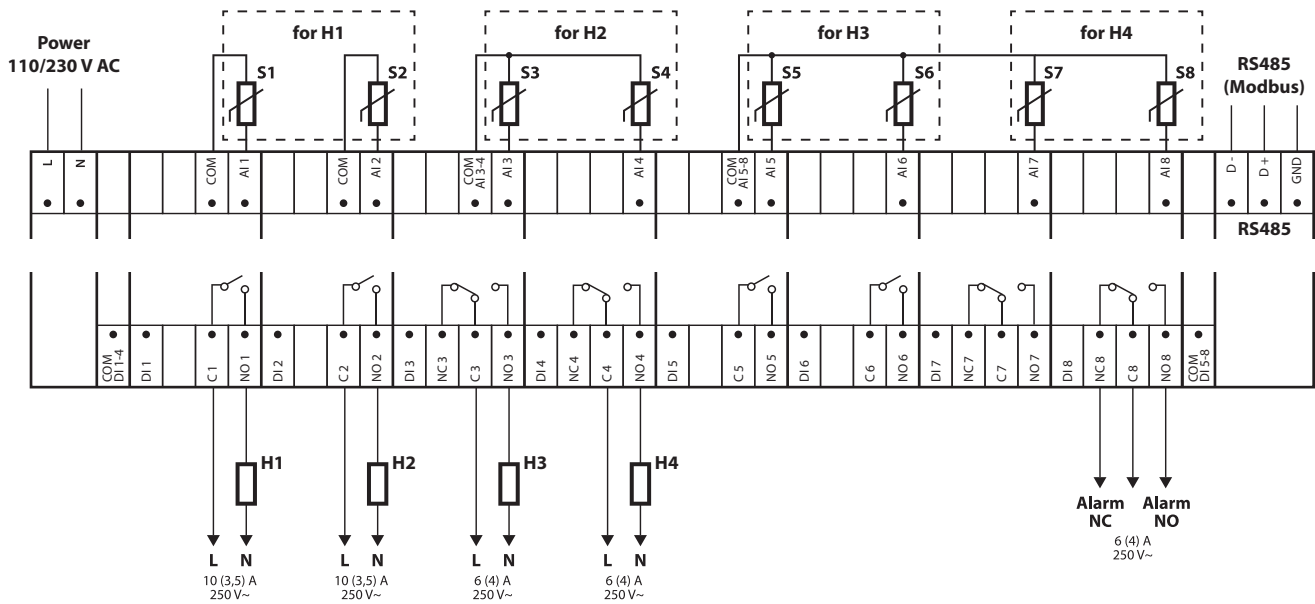 Power
110/230 V AC
for H1
for H2
for H3
for H4
RS485
(Modbus)
S1
S2
S3
S4
S5
S6
S7
S8
L
N
COM
AI 1
COM
AI 2
COM
AI 3-4
AI 3
AI 4
COM
AI 5-8
AI 5
AI 6
AI 7
AI 8
D -
D +
GND
RS485
COM
DI 1-4
DI 1
C 1
NO 1
DI 2
C 2
NO 2
DI 3
NC 3
C 3
NO 3
DI 4
NC 4
C 4
NO 4
DI 5
C 5
NO 5
DI 6
C 6
NO 6
DI 7
NC 7
C 7
NO 7
DI 8
NC 8
C 8
NO 8
COM
DI 5-8
H1
H2
H3
H4
L N
10 (3,5) A
250 V~
L N
10 (3,5) A
250 V~
L N
6 (4) A
250 V~
L N
6 (4) A
250 V~
Alarm
NC
Alarm
NO
6 (4) A
250 V~